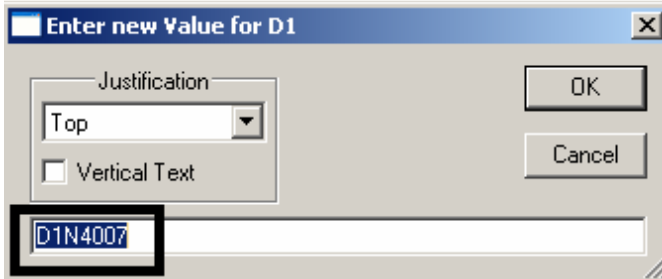 Enter new Value for D1
Justification
OK
Top
Vertical Text
Cancel
D1N4007